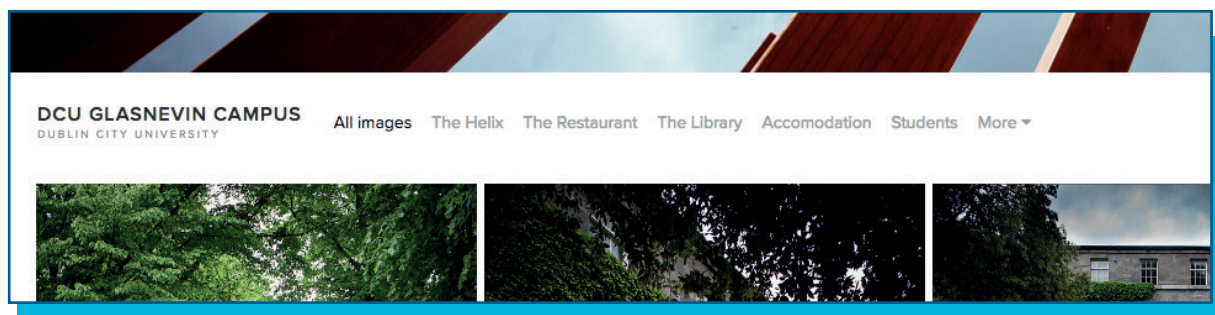 DCU GLASNEVIN CAMPUS
DUBLIN CITY UNIVERSITY
All images The Helix The Restaurant The Library Accomodation Students More